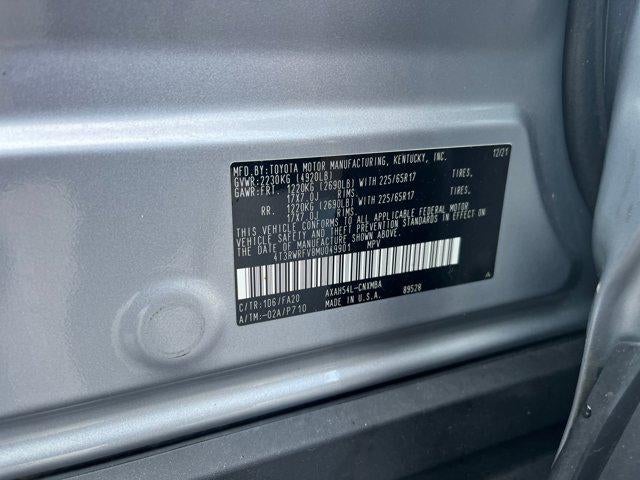 MFD.BY:TOYOTA MOTOR MANUFACTURING, KENTUCKY, INC. 12/21
GVWR:2230KG (4920LB)
GAWR:FRT. 1220KG (2690LB) WITH 225/65R17 TIRES,
17X7.0J RIMS.
RR. 1220KG (2690LB) WITH 225/65R17 TIRES,
17X7.0J RIMS.
THIS VEHICLE CONFORMS TO ALL APPLICABLE FEDERAL MOTOR
VEHICLE SAFETY AND THEFT PREVENTION STANDARDS IN EFFECT ON
THE DATE OF MANUFACTURE SHOWN ABOVE.
4T3RWRFV8MU049901 MPV
C/TR:1D6/FA20 AXAH54L-CNXMBA 89528
A/TM:-02A/P710 MADE IN U.S.A.